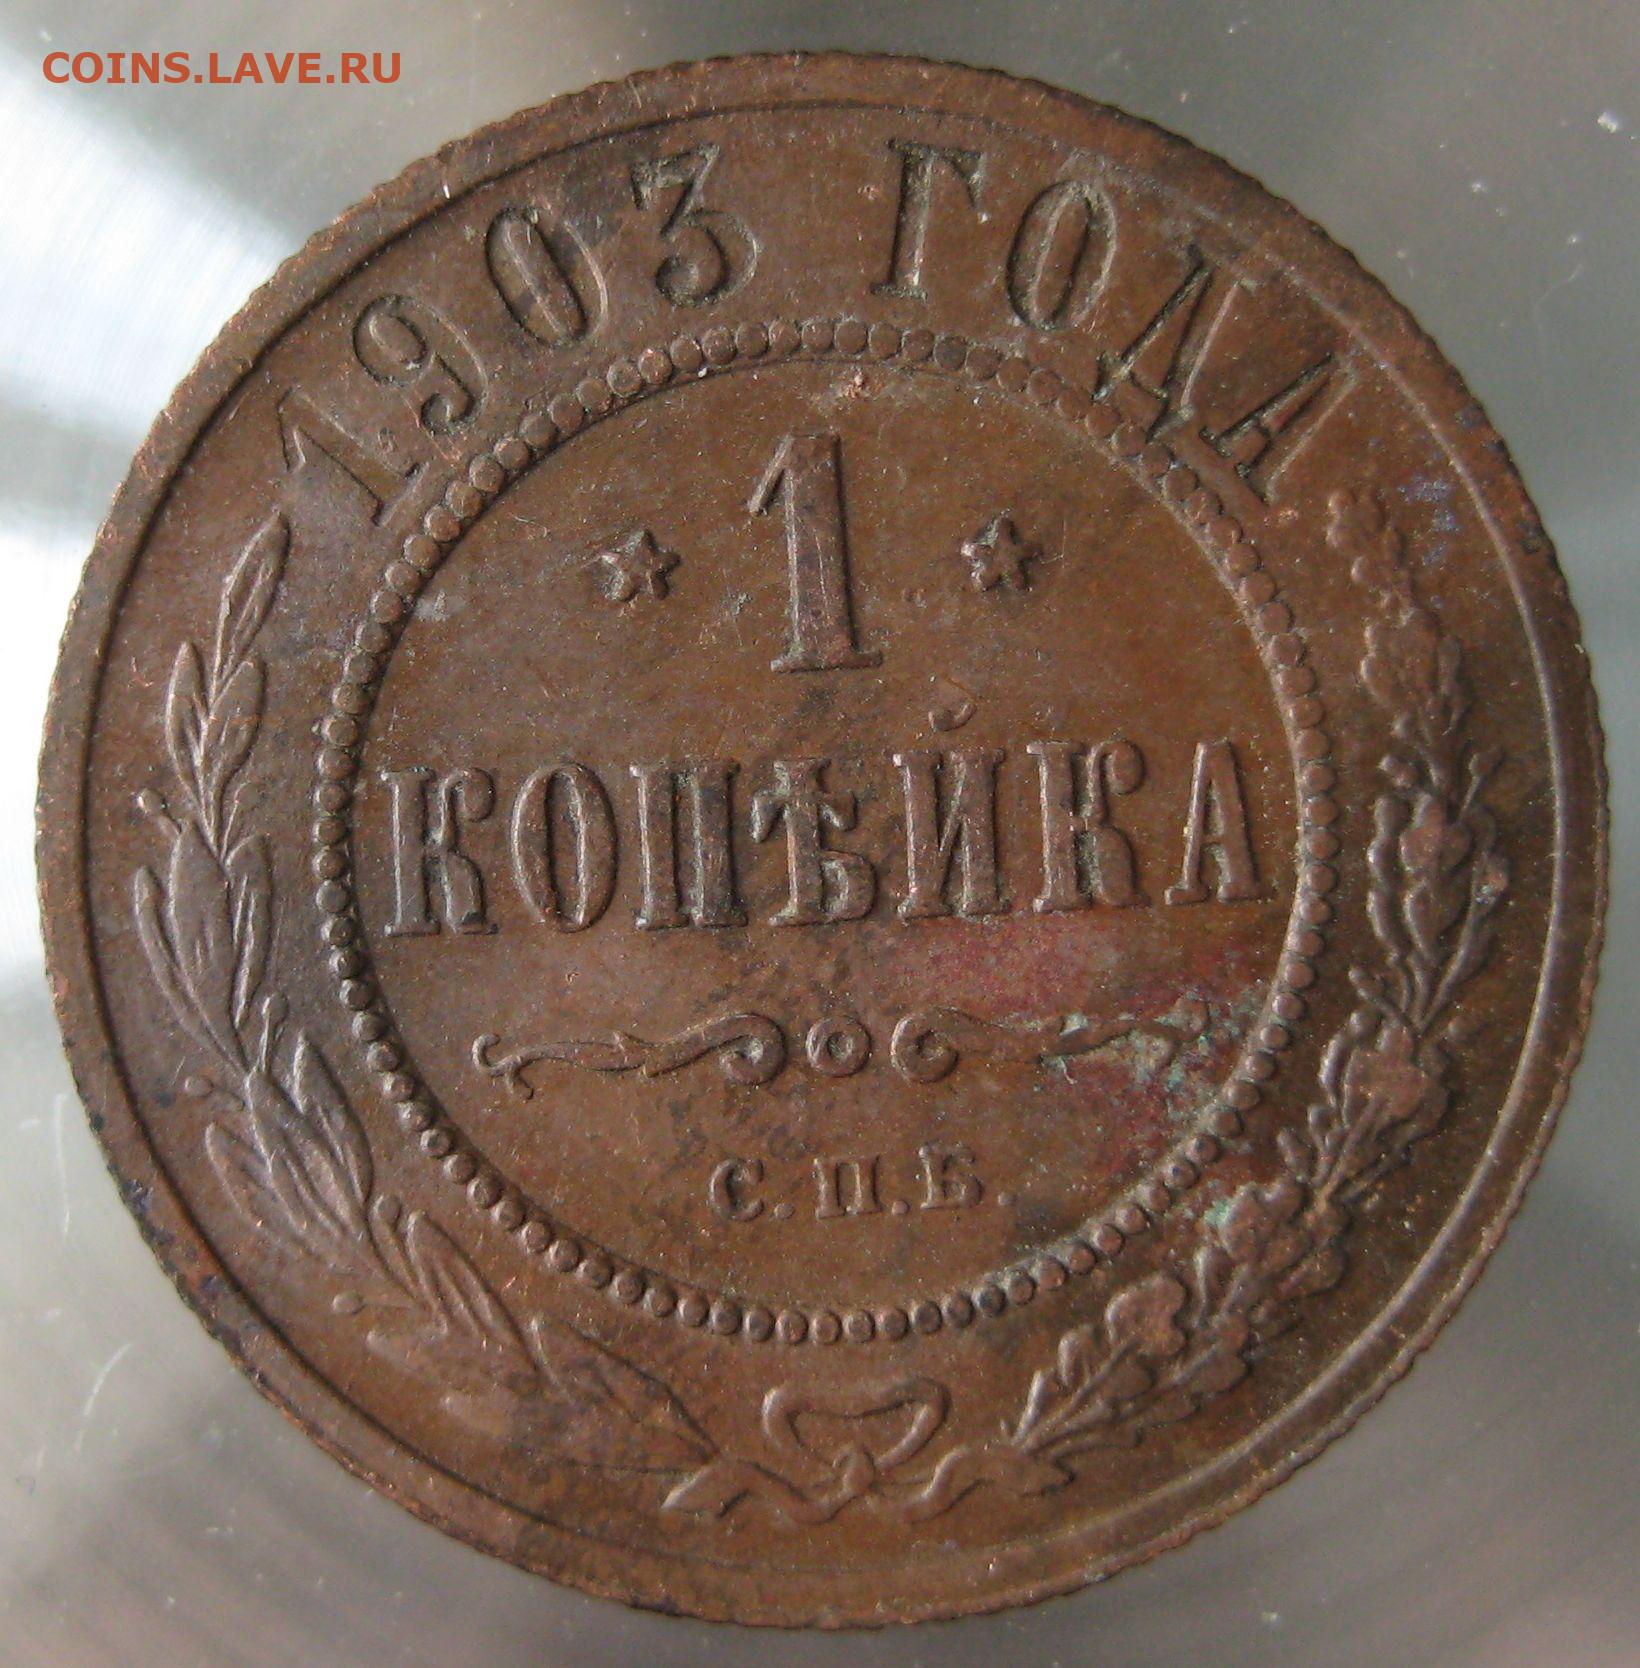 COINS.LAVE.RU
1903 ГОДА
* 1 *
КОПѢЙКА
С.П.Б.